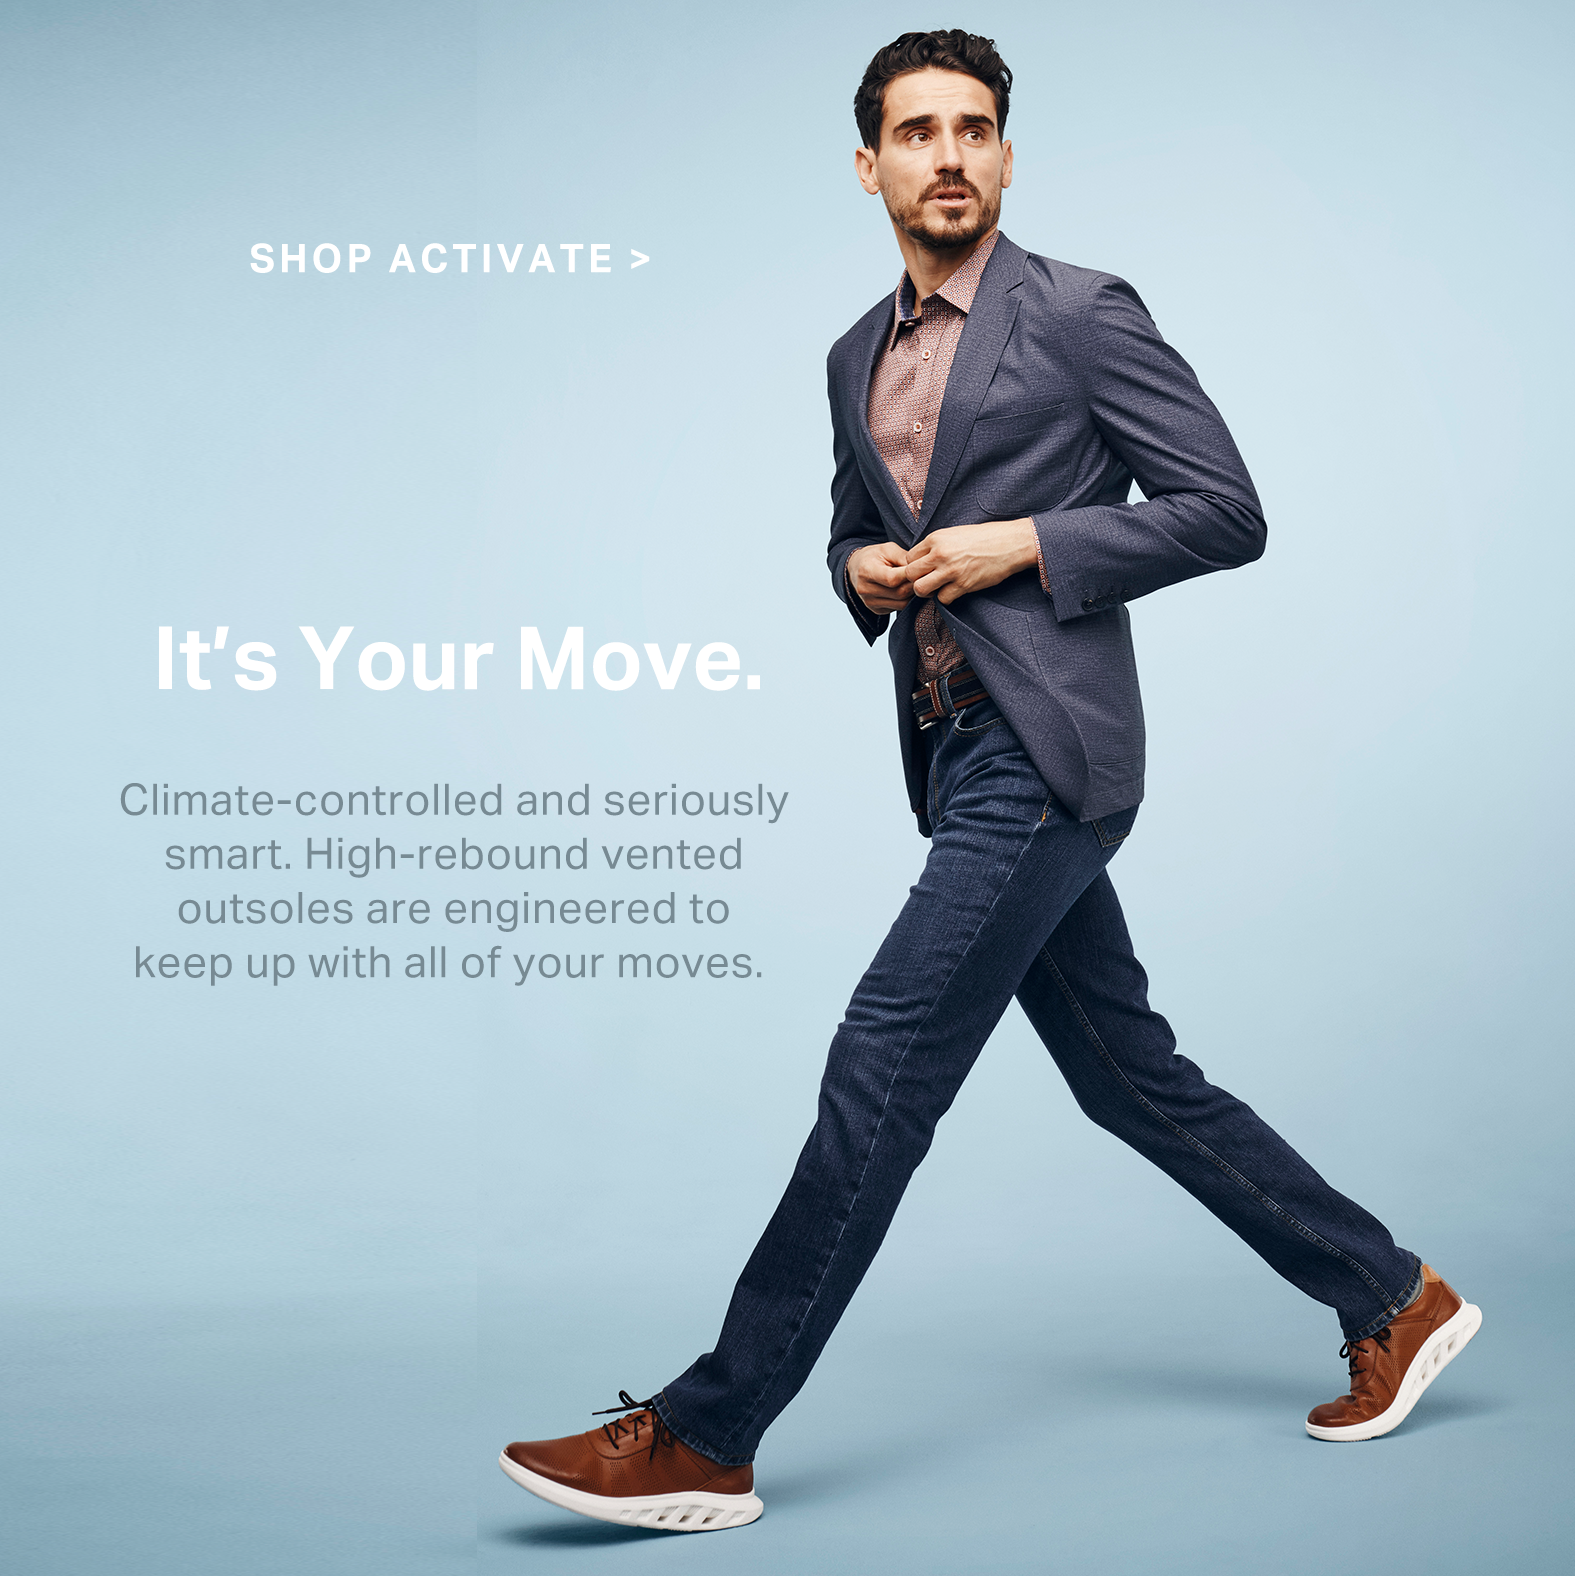 SHOP ACTIVATE >
It's Your Move.
Climate-controlled and seriously
smart. High-rebound vented
outsoles are engineered to
keep up with all of your moves.